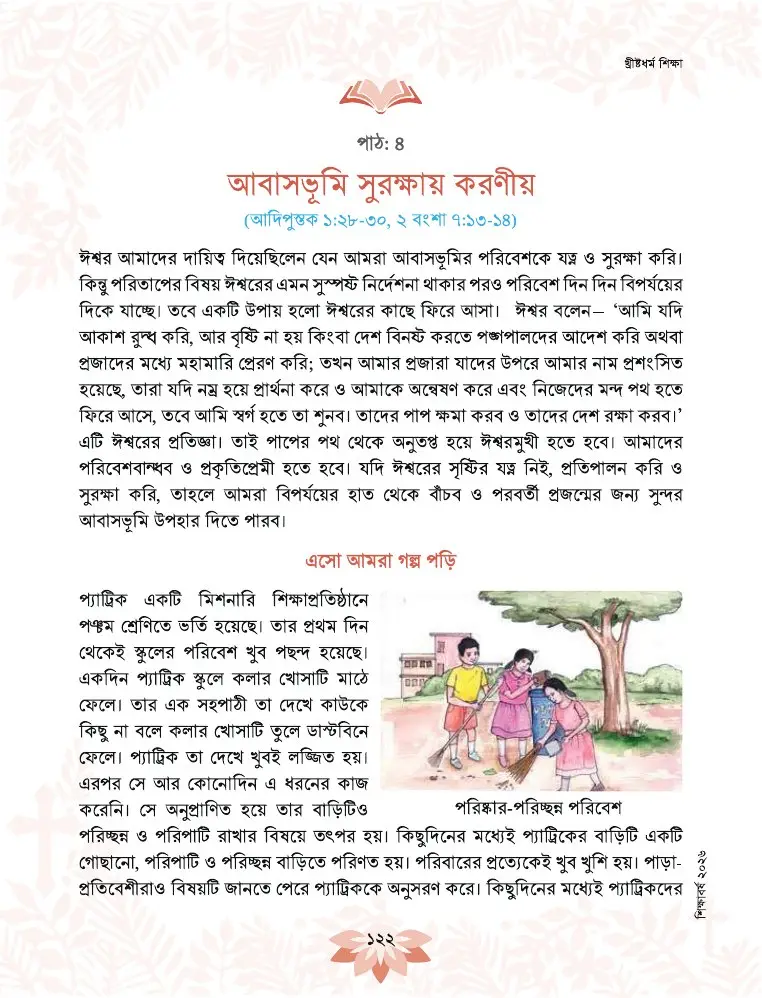 খ্রীষ্টধর্ম শিক্ষা
পাঠ: ৪
আবাসভূমি সুরক্ষায় করণীয়
(আদিপুস্তক ১:২৮-৩০, ২ বংশা ৭:১৩-১৪)
ঈশ্বর আমাদের দায়িত্ব দিয়েছিলেন যেন আমরা আবাসভূমির পরিবেশকে যত্ন ও সুরক্ষা করি।
কিন্তু পরিতাপের বিষয় ঈশ্বরের এমন সুস্পষ্ট নির্দেশনা থাকার পরও পরিবেশ দিন দিন বিপর্যয়ের
দিকে যাচ্ছে। তবে একটি উপায় হলো ঈশ্বরের কাছে ফিরে আসা। ঈশ্বর বলেন– ‘আমি যদি
আকাশ রুদ্ধ করি, আর বৃষ্টি না হয় কিংবা দেশ বিনষ্ট করতে পঙ্গপালদের আদেশ করি অথবা
প্রজাদের মধ্যে মহামারি প্রেরণ করি; তখন আমার প্রজারা যাদের উপরে আমার নাম প্রশংসিত
হয়েছে, তারা যদি নম্র হয়ে প্রার্থনা করে ও আমাকে অন্বেষণ করে এবং নিজেদের মন্দ পথ হতে
ফিরে আসে, তবে আমি স্বর্গ হতে তা শুনব। তাদের পাপ ক্ষমা করব ও তাদের দেশ রক্ষা করব।’
এটি ঈশ্বরের প্রতিজ্ঞা। তাই পাপের পথ থেকে অনুতপ্ত হয়ে ঈশ্বরমুখী হতে হবে। আমাদের
পরিবেশবান্ধব ও প্রকৃতিপ্রেমী হতে হবে। যদি ঈশ্বরের সৃষ্টির যত্ন নিই, প্রতিপালন করি ও
সুরক্ষা করি, তাহলে আমরা বিপর্যয়ের হাত থেকে বাঁচব ও পরবর্তী প্রজন্মের জন্য সুন্দর
আবাসভূমি উপহার দিতে পারব।
এসো আমরা গল্প পড়ি
প্যাট্রিক একটি মিশনারি শিক্ষাপ্রতিষ্ঠানে
পঞ্চম শ্রেণিতে ভর্তি হয়েছে। তার প্রথম দিন
থেকেই স্কুলের পরিবেশ খুব পছন্দ হয়েছে।
একদিন প্যাট্রিক স্কুলে কলার খোসাটি মাঠে
ফেলে। তার এক সহপাঠী তা দেখে কাউকে
কিছু না বলে কলার খোসাটি তুলে ডাস্টবিনে
ফেলে। প্যাট্রিক তা দেখে খুবই লজ্জিত হয়।
এরপর সে আর কোনোদিন এ ধরনের কাজ
করেনি। সে অনুপ্রাণিত হয়ে তার বাড়িটিও
পরিষ্কার-পরিচ্ছন্ন পরিবেশ
পরিচ্ছন্ন ও পরিপাটি রাখার বিষয়ে তৎপর হয়। কিছুদিনের মধ্যেই প্যাট্রিকের বাড়িটি একটি
গোছানো, পরিপাটি ও পরিচ্ছন্ন বাড়িতে পরিণত হয়। পরিবারের প্রত্যেকেই খুব খুশি হয়। পাড়া-
প্রতিবেশীরাও বিষয়টি জানতে পেরে প্যাট্রিককে অনুসরণ করে। কিছুদিনের মধ্যেই প্যাট্রিকদের
শিক্ষাবর্ষ ২০২৬
১২২